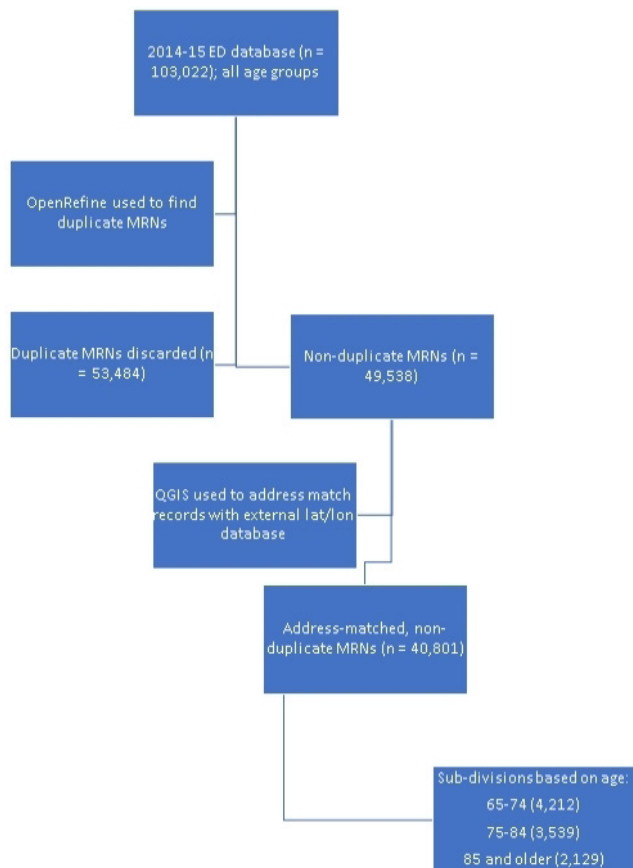 2014-15 ED database (n =
103,022); all age groups
OpenRefine used to find
duplicate MRNs
Duplicate MRNs discarded (n
= 53,484)
Non-duplicate MRNs (n =
49,538)
QGIS used to address match
records with external lat/lon
database
Address-matched, non-
duplicate MRNs (n = 40,801)
Sub-divisions based on age:
65-74 (4,212)
75-84 (3,539)
85 and older (2,129)